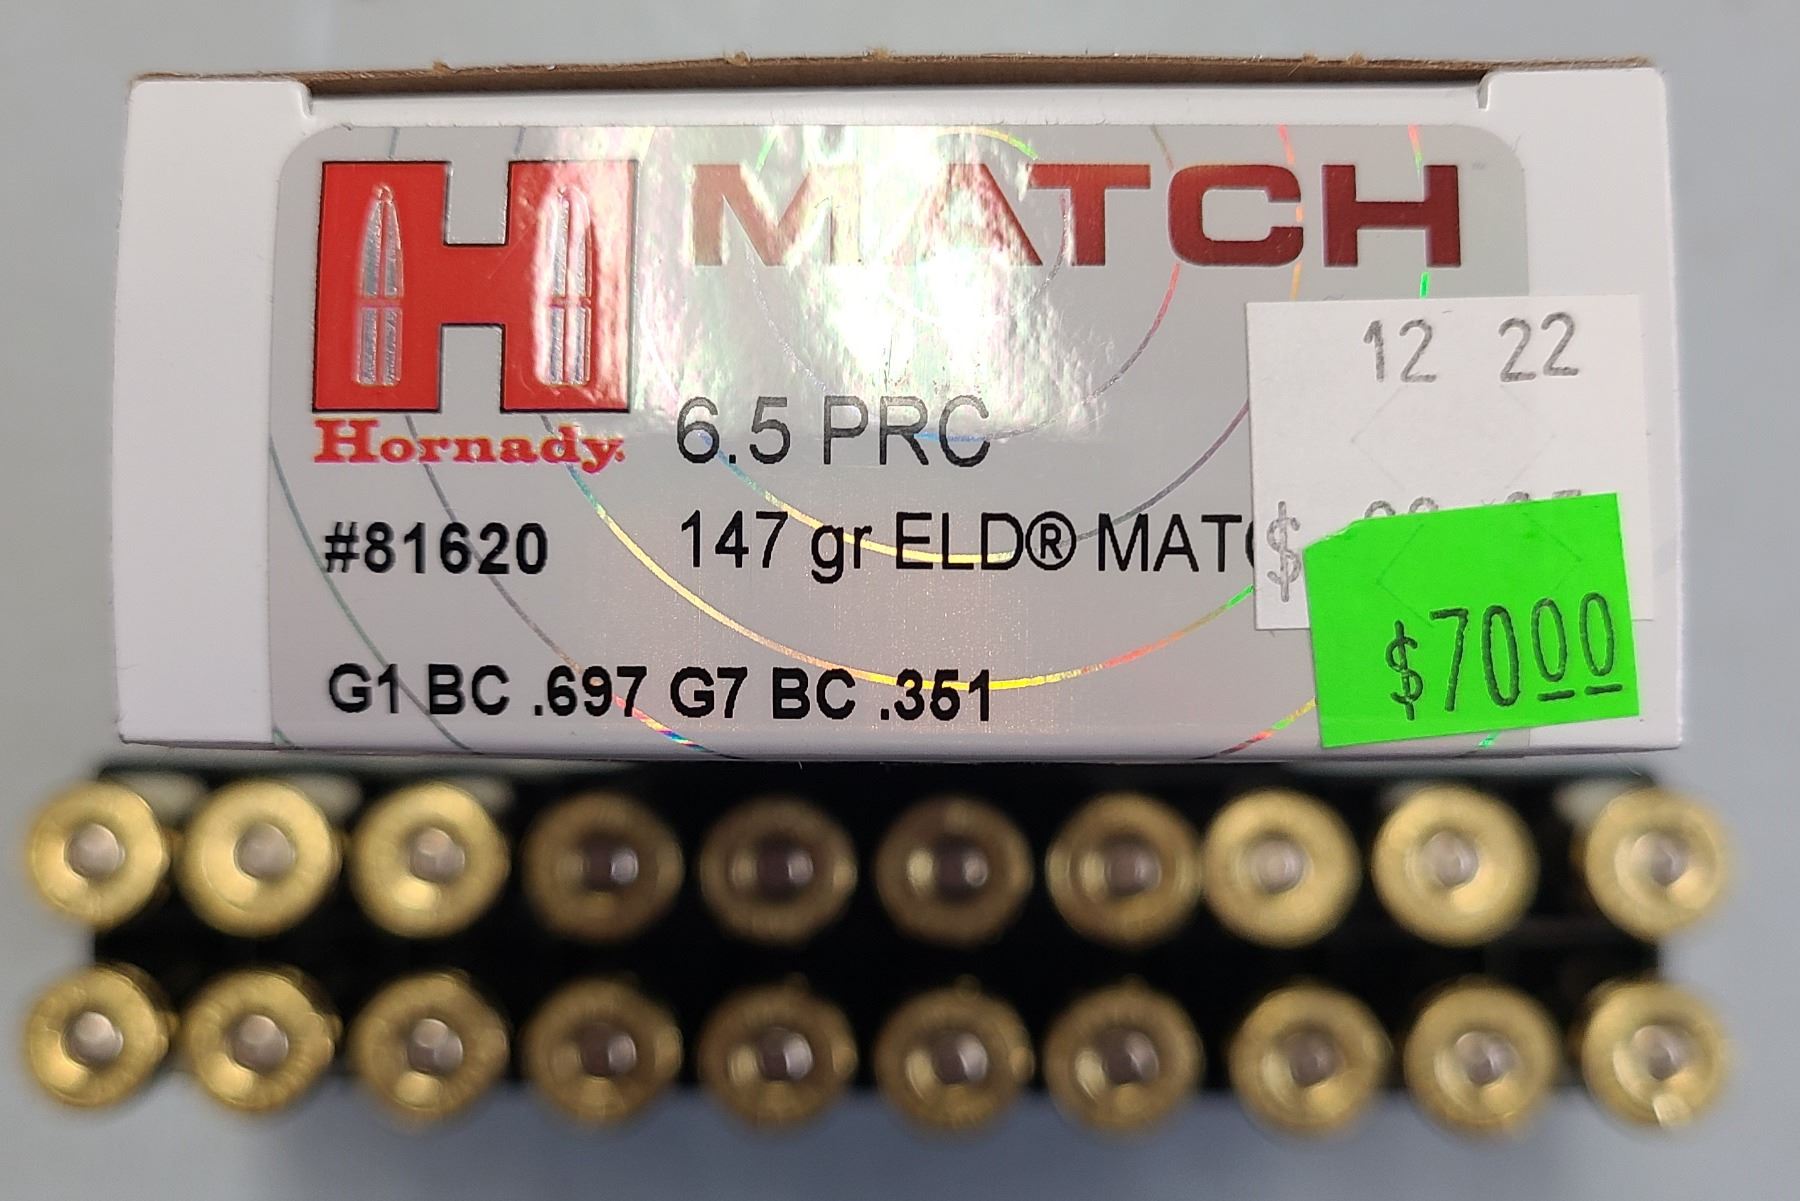 MATCH
Hornady
6.5 PRC
#81620
147 gr ELD® MATC
G1 BC .697 G7 BC .351
12 22
$
$70.00